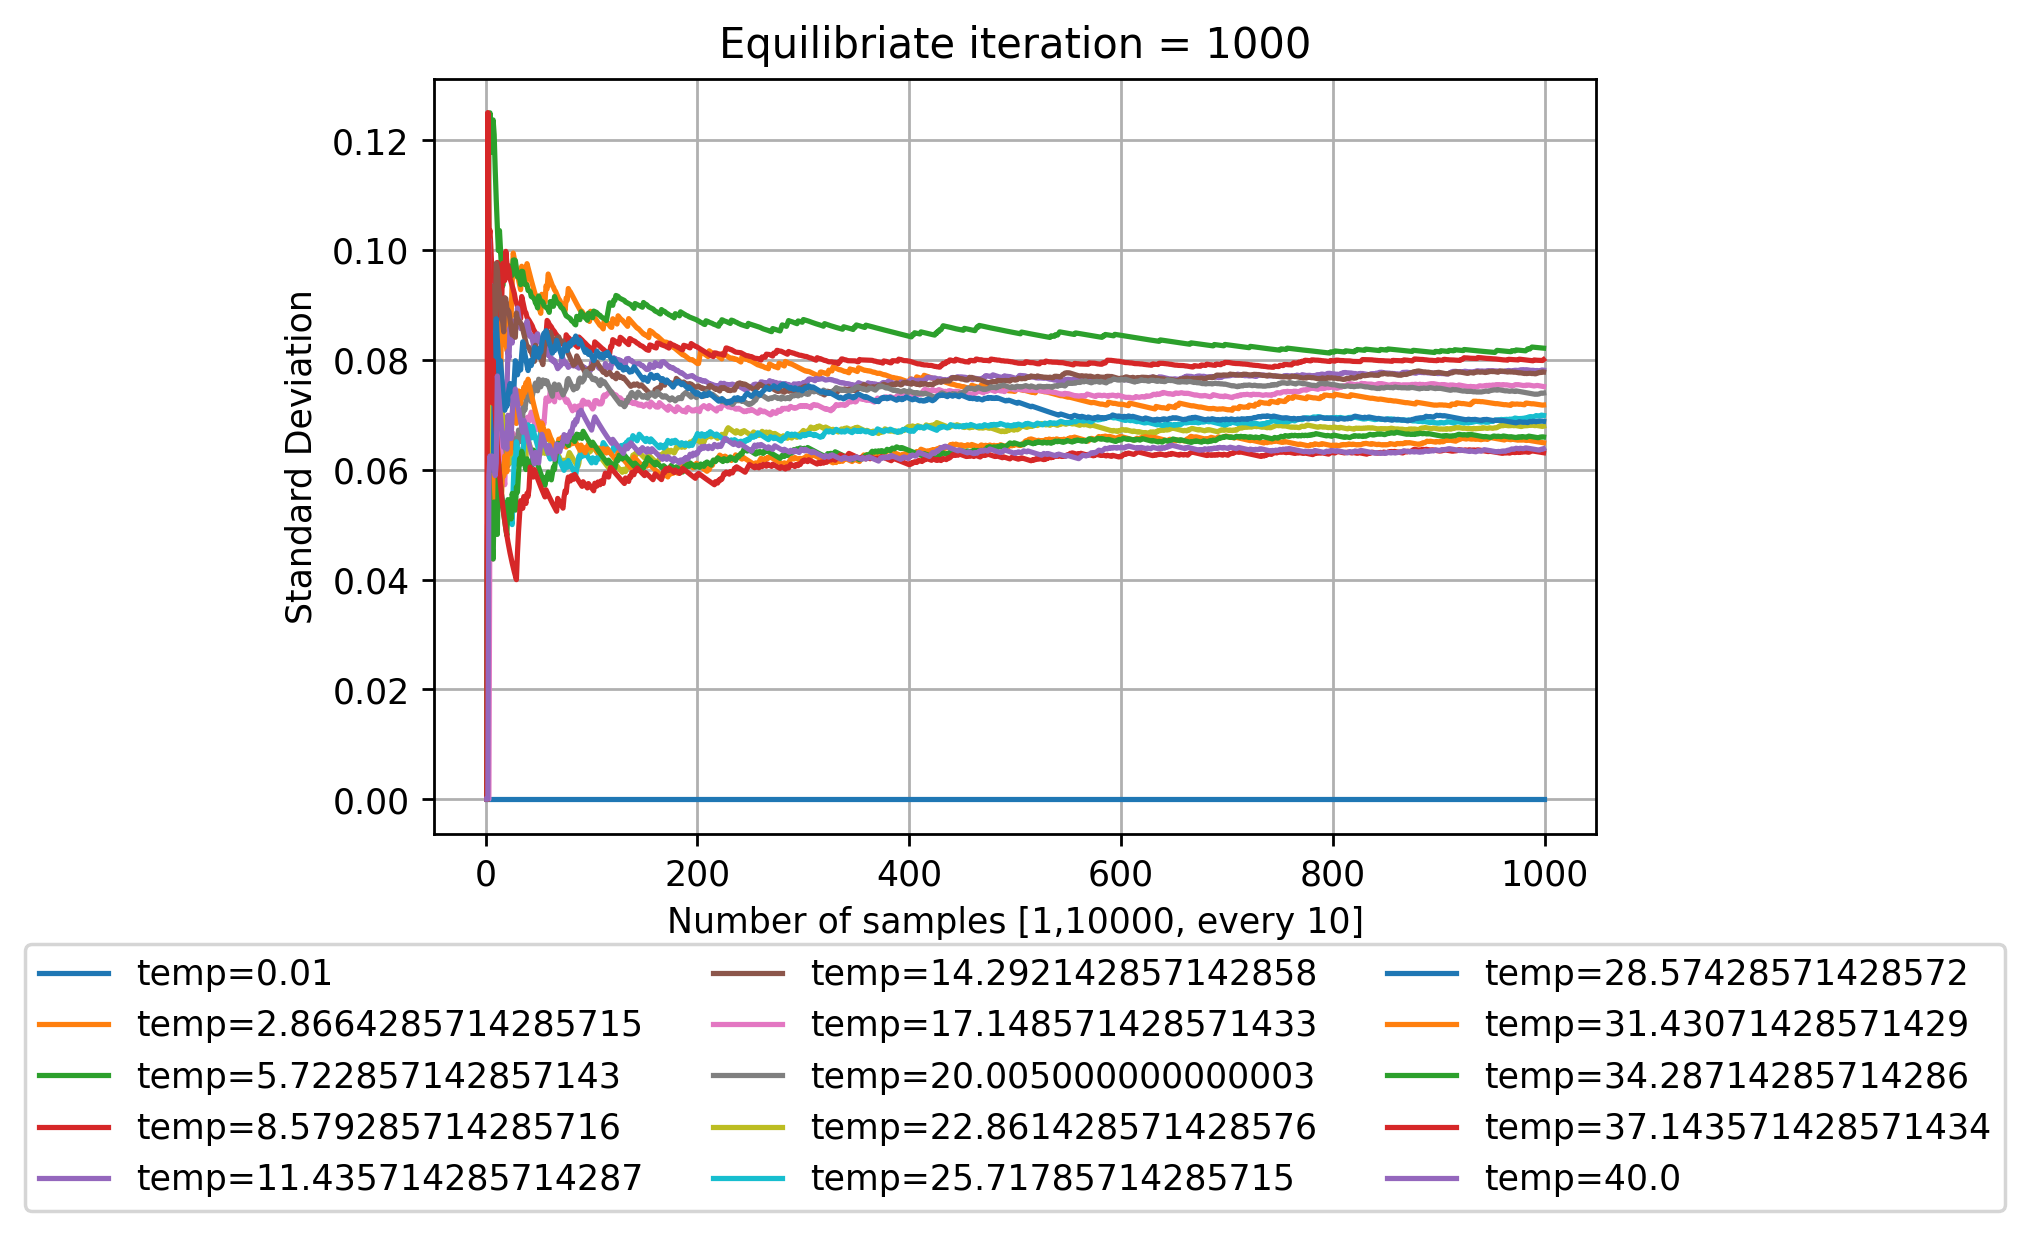 Equilibriate iteration = 1000
Standard Deviation
0.12
0.10
0.08
0.06
0.04
0.02
0.00
0 200 400 600 800 1000
Number of samples [1,10000, every 10]
temp=0.01
temp=2.8664285714285715
temp=5.722857142857143
temp=8.579285714285716
temp=11.435714285714287
temp=14.292142857142858
temp=17.148571428571433
temp=20.005000000000003
temp=22.861428571428576
temp=25.71785714285715
temp=28.57428571428572
temp=31.43071428571429
temp=34.28714285714286
temp=37.143571428571434
temp=40.0